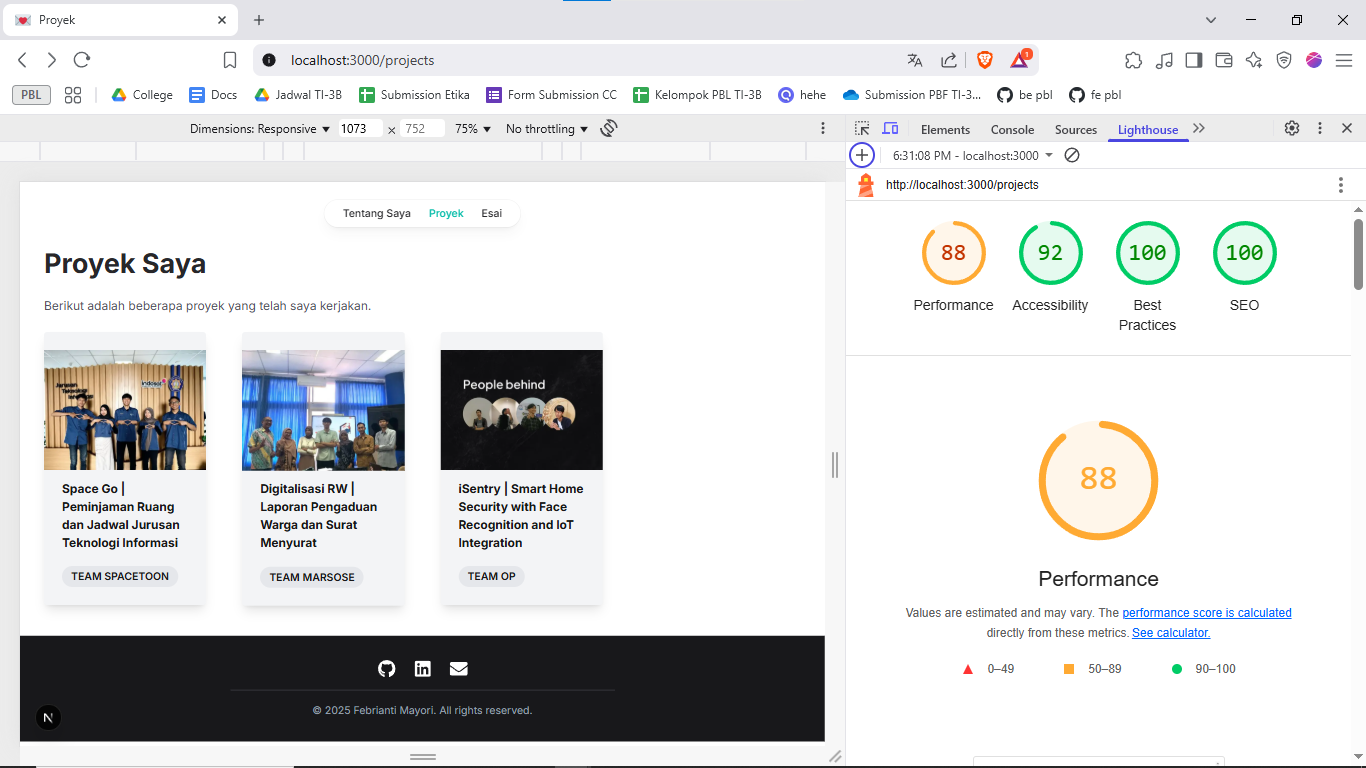 Proyek
localhost:3000/projects
1
PBL
College
Docs
Jadwal TI-3B
Submission Etika
Form Submission CC
Kelompok PBL TI-3B
hehe
Submission PBF TI-3...
be pbl
fe pbl
Dimensions: Responsive
1073
×
752
75%
No throttling
Elements
Console
Sources
Lighthouse
6:31:08 PM - localhost:3000
http://localhost:3000/projects
Tentang Saya
Proyek
Esai
Proyek Saya
Berikut adalah beberapa proyek yang telah saya kerjakan.
Jurusan
Teknologi
indosat
Space Go |
Peminjaman Ruang
dan Jadwal Jurusan
Teknologi Informasi
TEAM SPACETOON
Digitalisasi RW |
Laporan Pengaduan
Warga dan Surat
Menyurat
TEAM MARSOSE
People behind
iSentry | Smart Home
Security with Face
Recognition and IoT
Integration
TEAM OP
N
© 2025 Febrianti Mayori. All rights reserved.
88
Performance
92
Accessibility
100
Best
Practices
100
SEO
88
Performance
Values are estimated and may vary. The performance score is calculated
directly from these metrics. See calculator.
0–49
50–89
90–100